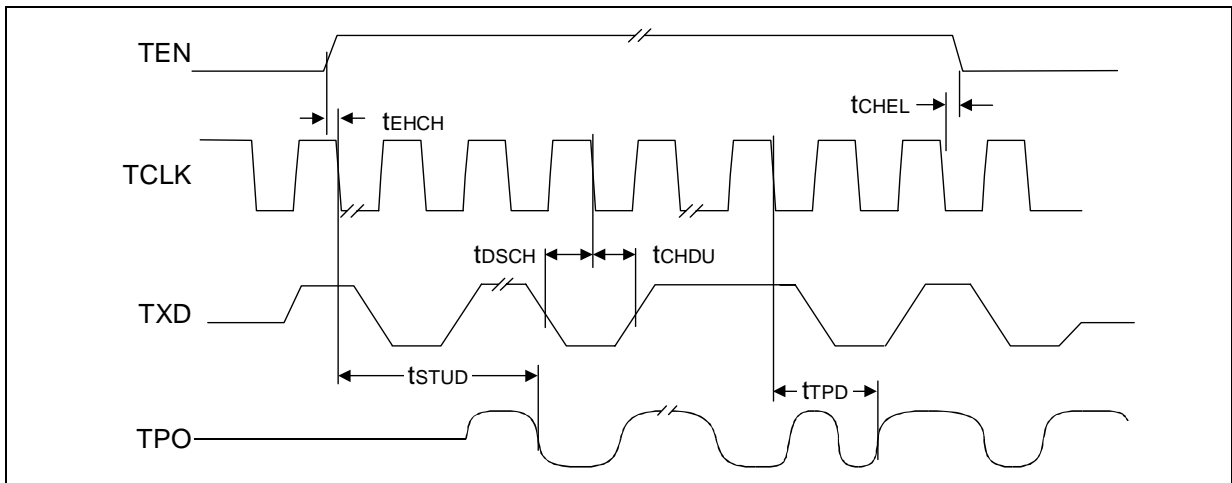 TEN
tCHEL
tEHCH
TCLK
tDSCH
tCHDU
TXD
tSTUD
tTPD
TPO